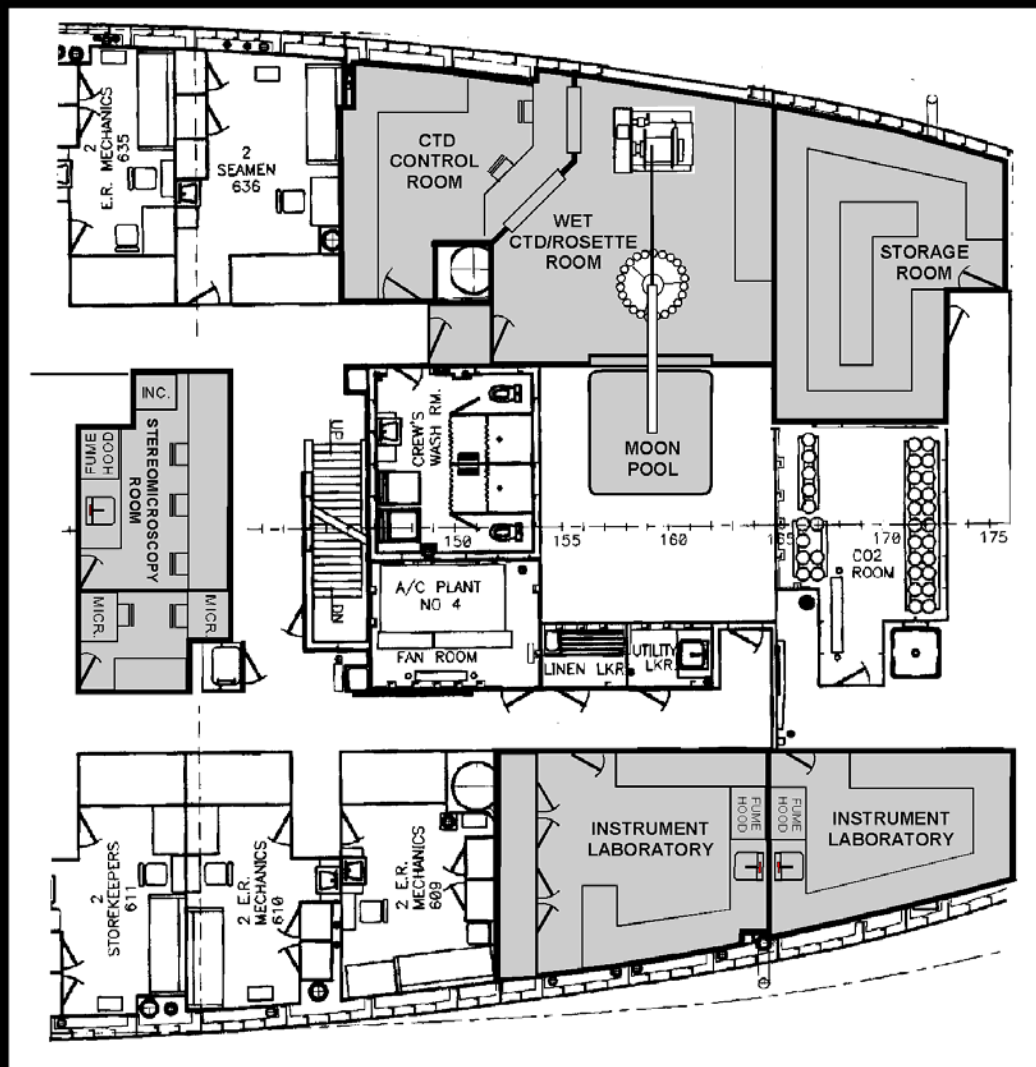 2
E.R. MECHANICS
635
2
SEAMEN
636
CTD
CONTROL
ROOM
WET
CTD/ROSETTE
ROOM
STORAGE
ROOM
INC.
FUME
HOOD
STEREOMICROSCOPY
ROOM
MICR.
MICR.
UP
DN
CREW'S
WASH RM.
MOON
POOL
150
155
160
165
170
175
CO2
ROOM
A/C PLANT
NO 4
FAN ROOM
LINEN LKR.
UTILITY
LKR.
2
STOREKEEPERS
611
2 E.R.
MECHANICS
610
2 E.R.
MECHANICS
609
INSTRUMENT
LABORATORY
FUME
HOOD
FUME
HOOD
INSTRUMENT
LABORATORY